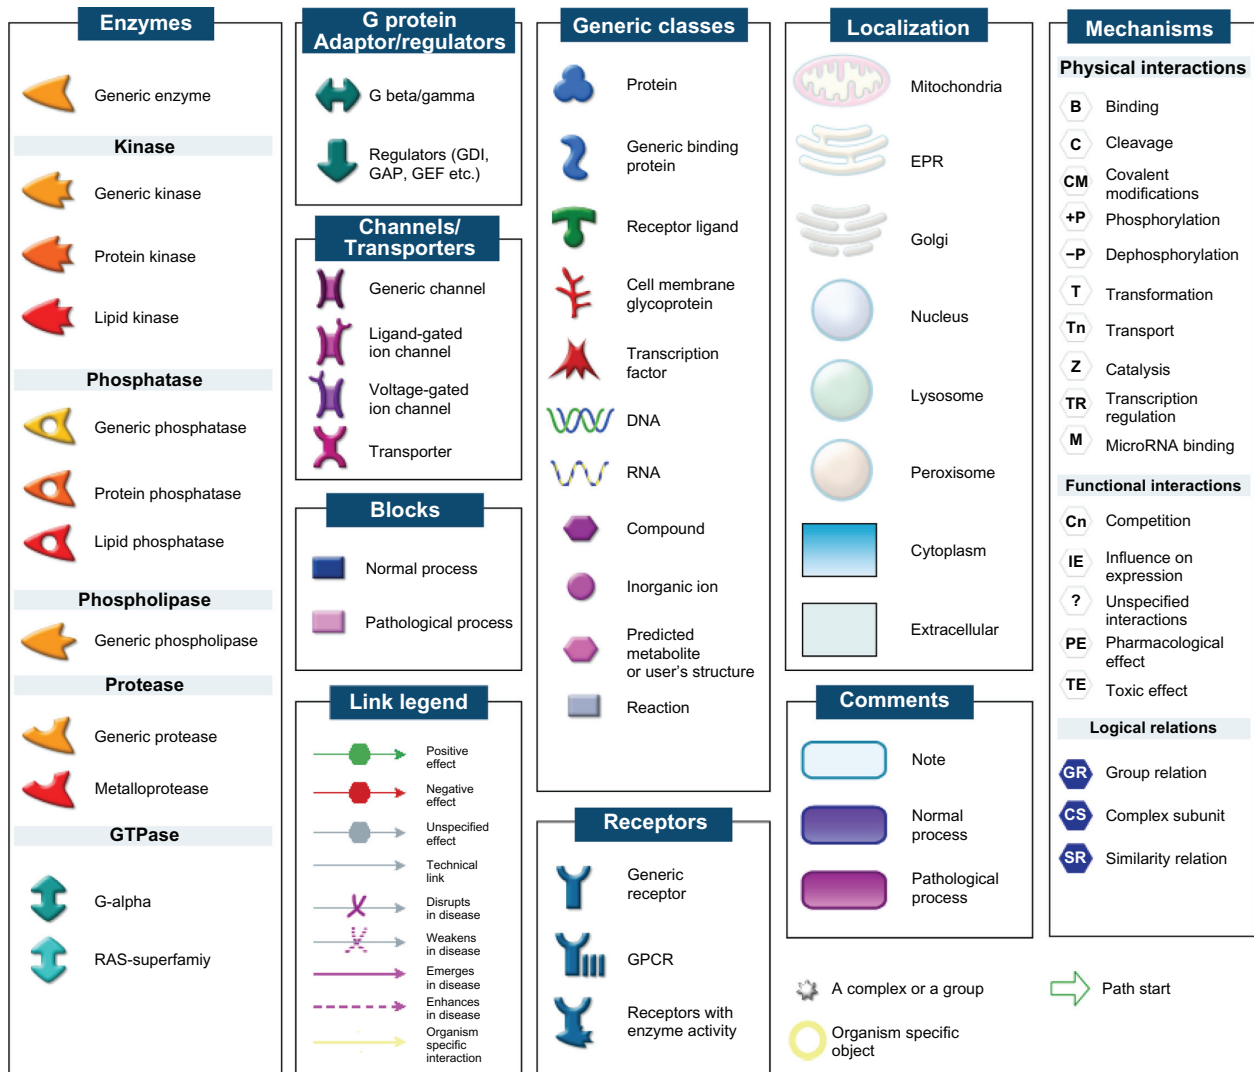 Enzymes
Generic enzyme
Kinase
Generic kinase
Protein kinase
Lipid kinase
Phosphatase
Generic phosphatase
Protein phosphatase
Lipid phosphatase
Phospholipase
Generic phospholipase
Protease
Generic protease
Metalloprotease
GTPase
G-alpha
RAS-superfamiy
G protein
Adaptor/regulators
G beta/gamma
Regulators (GDI,
GAP, GEF etc.)
Channels/
Transporters
Generic channel
Ligand-gated
ion channel
Voltage-gated
ion channel
Transporter
Blocks
Normal process
Pathological process
Link legend
Positive
effect
Negative
effect
Unspecified
effect
Technical
link
Disrupts
in disease
Weakens
in disease
Emerges
in disease
Enhances
in disease
Organism
specific
interaction
Generic classes
Protein
Generic binding
protein
Receptor ligand
Cell membrane
glycoprotein
Transcription
factor
DNA
RNA
Compound
Inorganic ion
Predicted
metabolite
or user's structure
Reaction
Receptors
Generic
receptor
GPCR
Receptors with
enzyme activity
Localization
Mitochondria
EPR
Golgi
Nucleus
Lysosome
Peroxisome
Cytoplasm
Extracellular
Comments
Note
Normal
process
Pathological
process
A complex or a group
Organism specific
object
Mechanisms
Physical interactions
B Binding
C Cleavage
CM Covalent
modifications
+P Phosphorylation
–P Dephosphorylation
T Transformation
Tn Transport
Z Catalysis
TR Transcription
regulation
M MicroRNA binding
Functional interactions
Cn Competition
IE Influence on
expression
? Unspecified
interactions
PE Pharmacological
effect
TE Toxic effect
Logical relations
GR Group relation
CS Complex subunit
SR Similarity relation
Path start